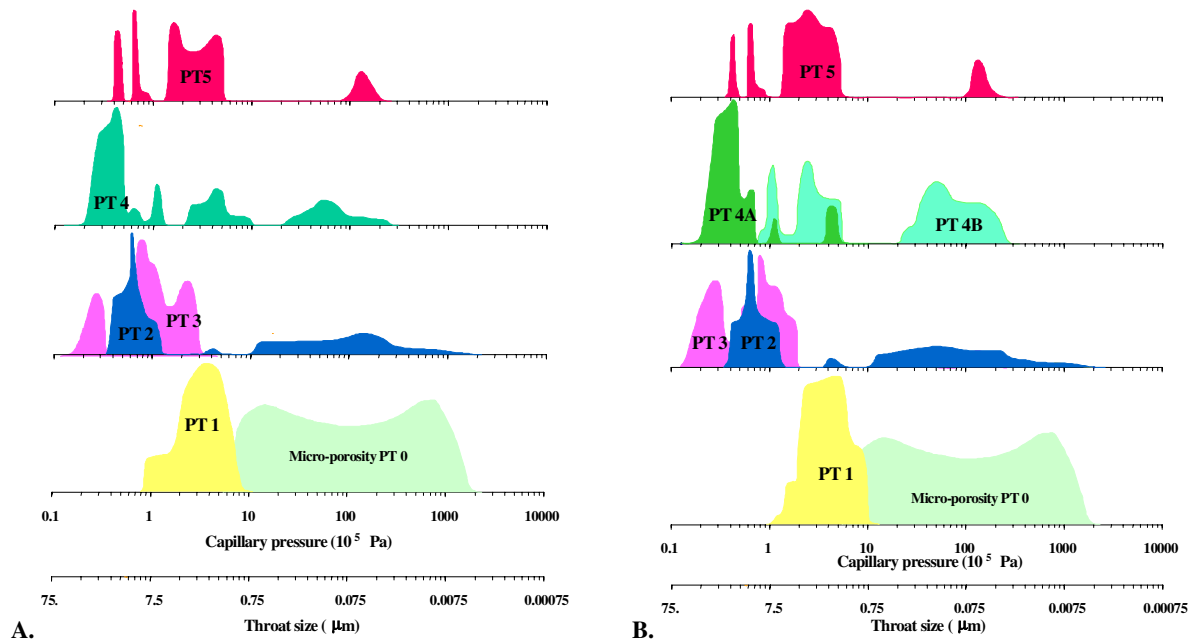 PT5
PT 4
PT 2
PT 3
PT 1
Micro-porosity PT 0
0.1 1 10 100 1000 10000
Capillary pressure (10⁵ Pa)
75. 7.5 0.75 0.075 0.0075 0.00075
Throat size ( μm)
A.
PT 5
PT 4A
PT 4B
PT 3
PT 2
PT 1
Micro-porosity PT 0
0.1 1 10 100 1000 10000
Capillary pressure (10⁵ Pa)
75. 7.5 0.75 0.075 0.0075 0.00075
Throat size ( μm)
B.